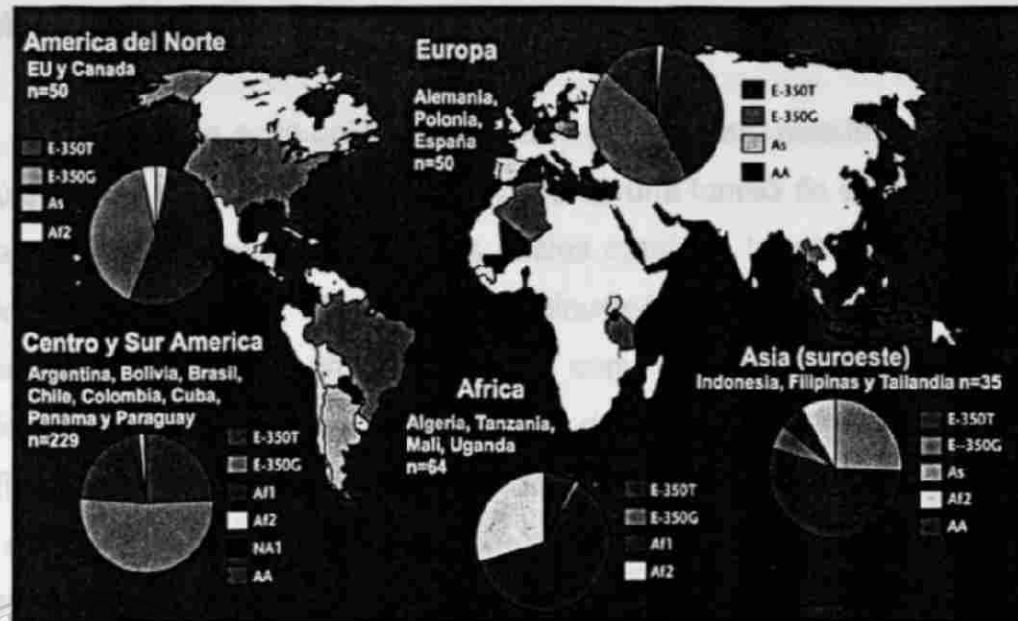 America del Norte
EU y Canada
n=50
E-350T
E-350G
As
Af2
Europa
Alemania,
Polonia,
España
n=50
E-350T
E-350G
As
AA
Centro y Sur America
Argentina, Bolivia, Brasil,
Chile, Colombia, Cuba,
Panama y Paraguay
n=229
E-350T
E-350G
Af1
Af2
NA1
AA
Africa
Algeria, Tanzania,
Mali, Uganda
n=64
E-350T
E-350G
Af1
Af2
Asia (suroeste)
Indonesia, Filipinas y Tailandia n=35
E-350T
E--350G
As
Af2
AA